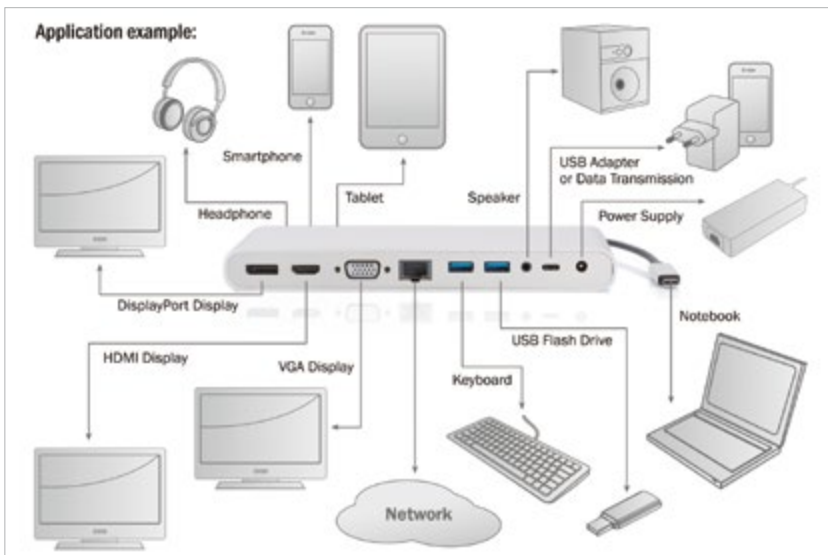 Application example:
Smartphone
Headphone
Tablet
Speaker
USB Adapter
or Data Transmission
Power Supply
DisplayPort Display
HDMI Display
VGA Display
Keyboard
USB Flash Drive
Notebook
Network